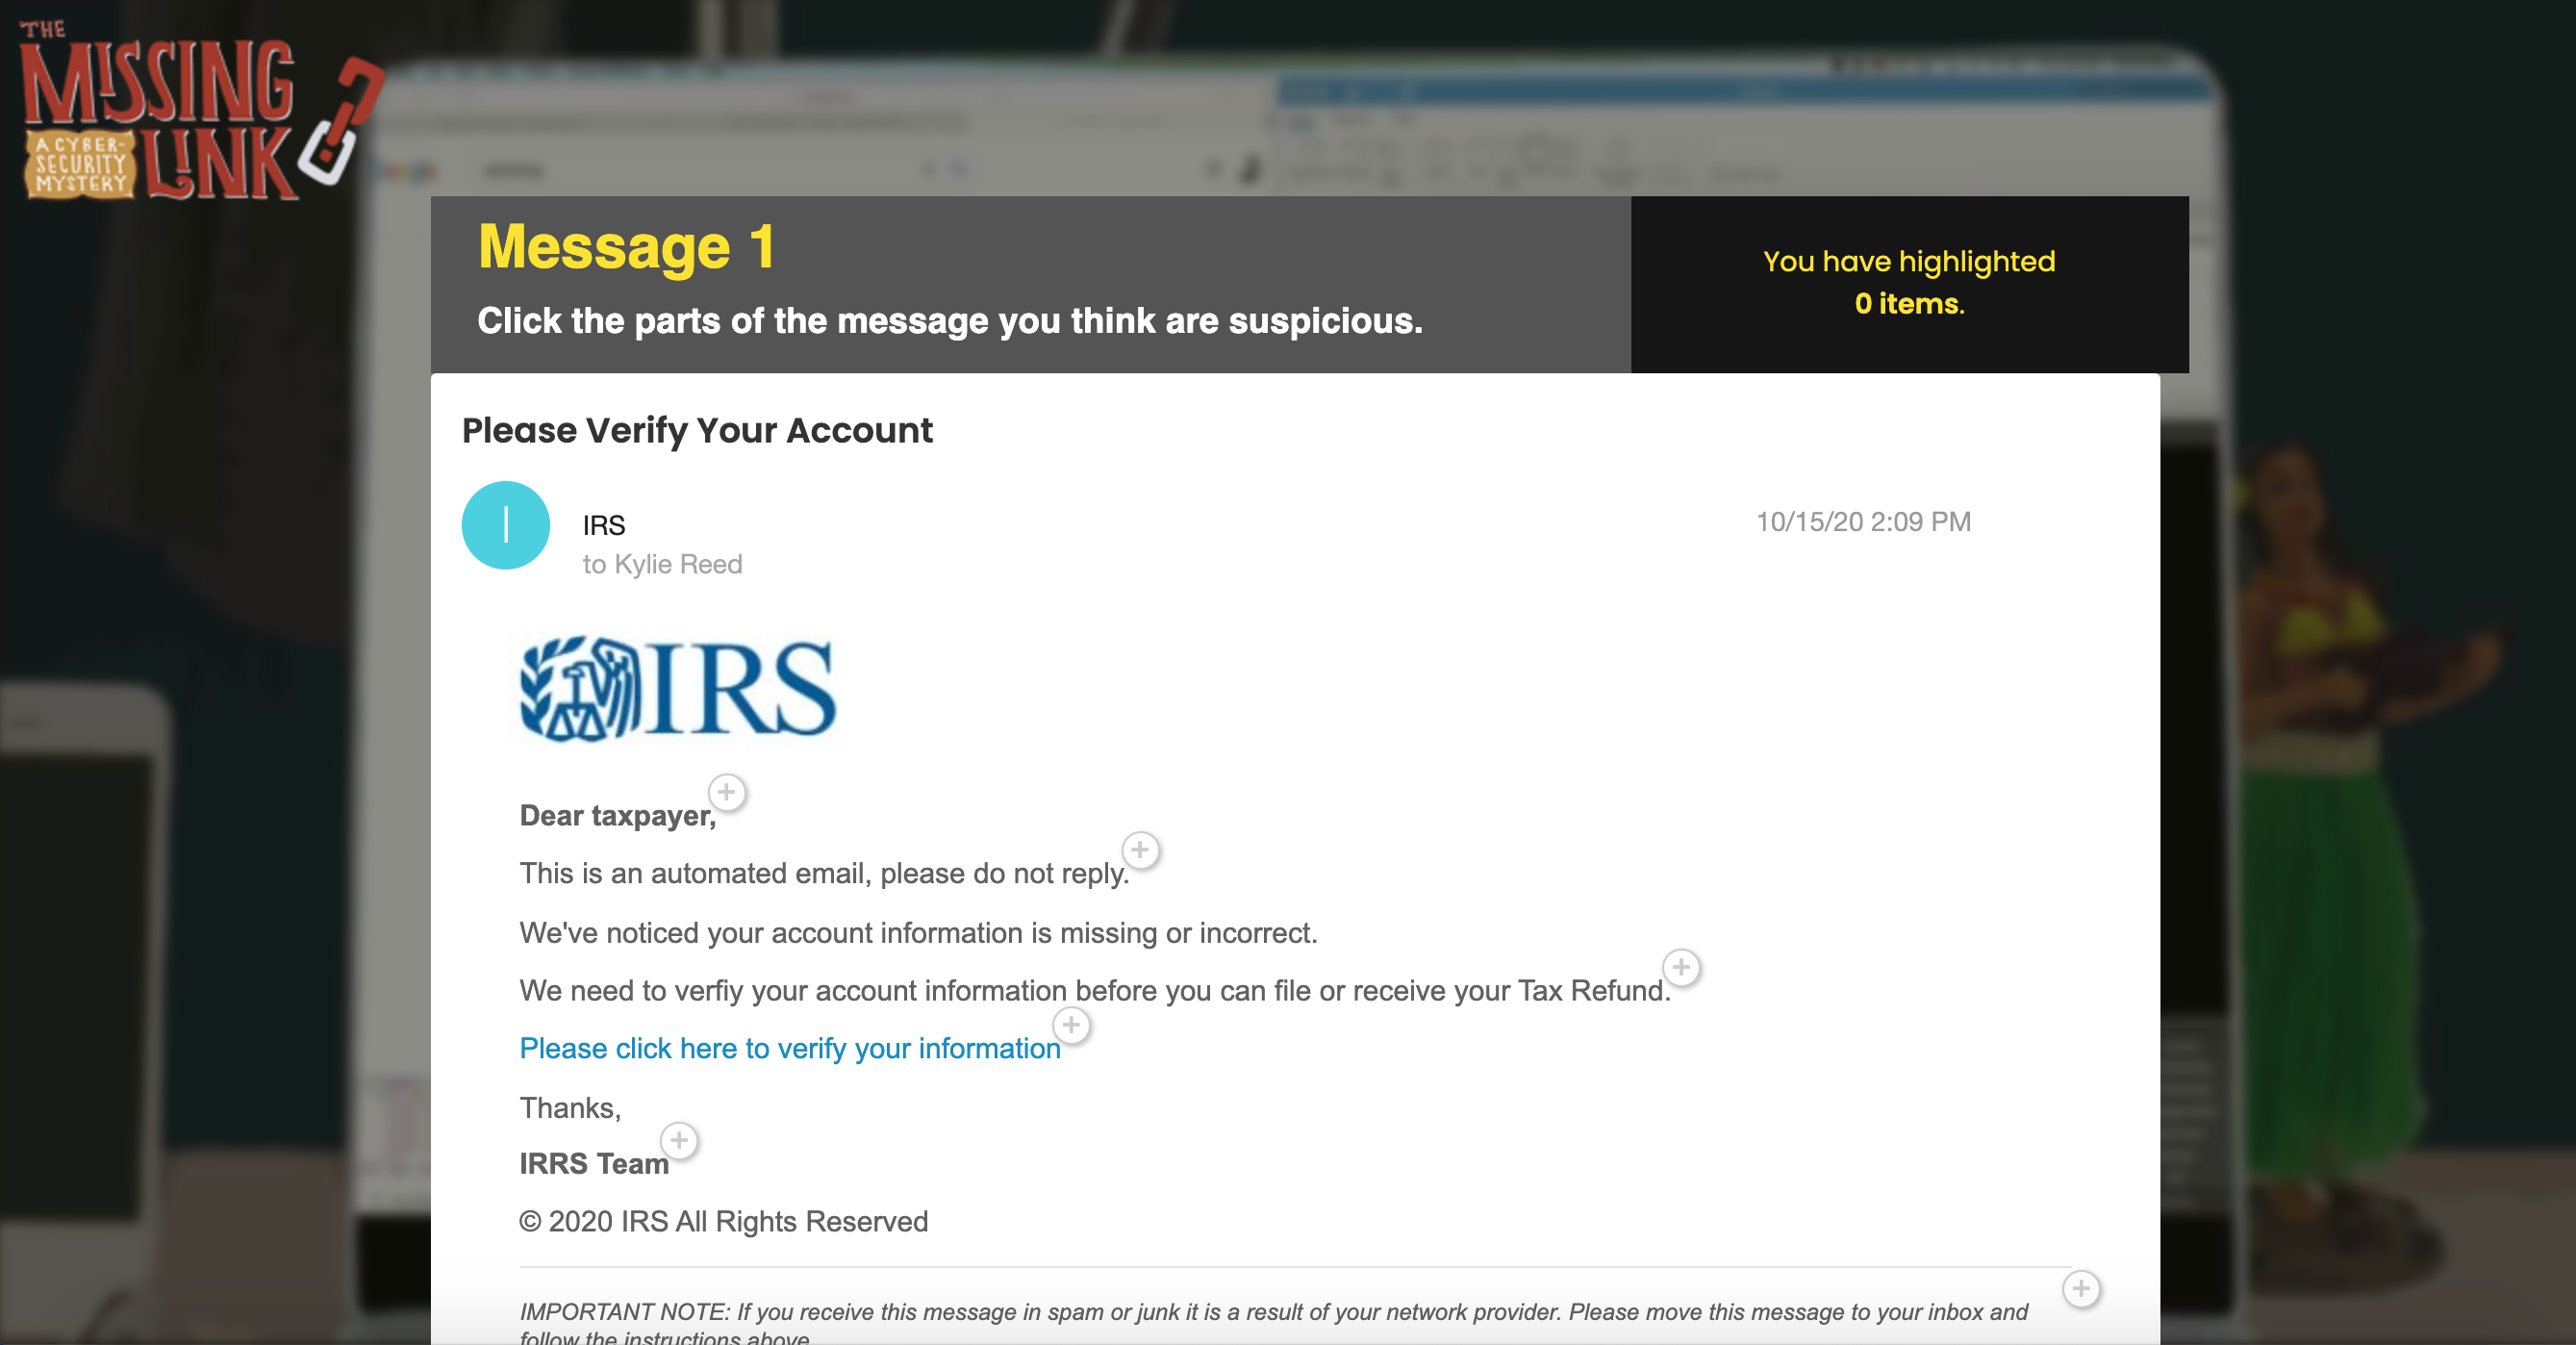 THE
MISSING
LINK
A CYBER-
SECURITY
MYSTERY
Message 1
Click the parts of the message you think are suspicious.
You have highlighted
0 items.
Please Verify Your Account
I
IRS
to Kylie Reed
10/15/20 2:09 PM
IRS
Dear taxpayer,
This is an automated email, please do not reply.
We've noticed your account information is missing or incorrect.
We need to verfiy your account information before you can file or receive your Tax Refund.
Please click here to verify your information
Thanks,
IRRS Team
© 2020 IRS All Rights Reserved
IMPORTANT NOTE: If you receive this message in spam or junk it is a result of your network provider. Please move this message to your inbox and
follow the instructions above.